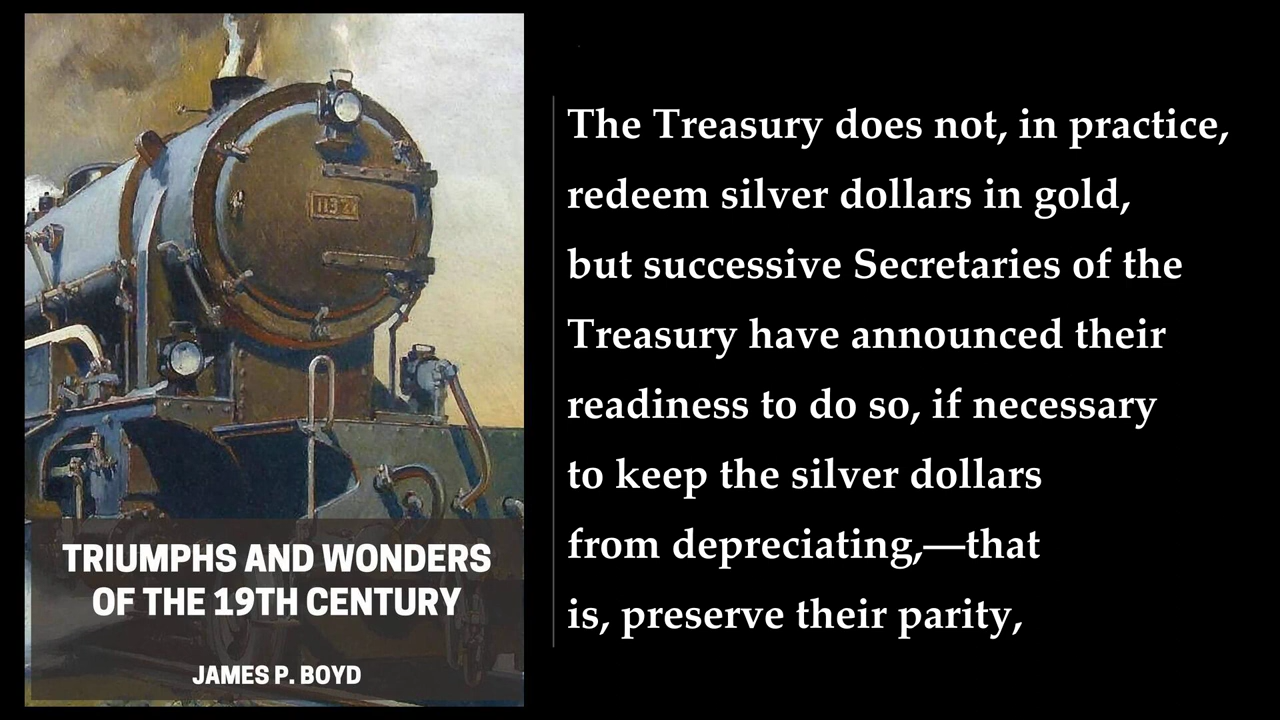 TRIUMPHS AND WONDERS
OF THE 19TH CENTURY
JAMES P. BOYD
The Treasury does not, in practice,
redeem silver dollars in gold,
but successive Secretaries of the
Treasury have announced their
readiness to do so, if necessary
to keep the silver dollars
from depreciating,—that
is, preserve their parity,